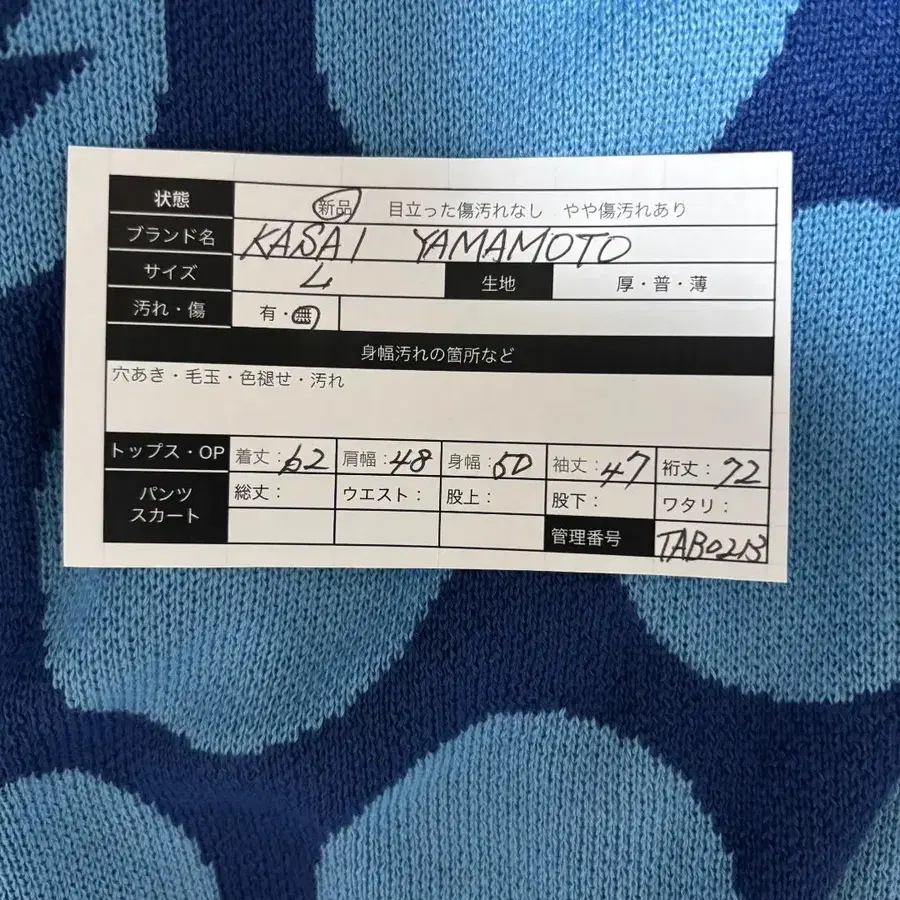 状態 新品 目立った傷汚れなし やや傷汚れあり
ブランド名 KANSAI YAMAMOTO
サイズ L 生地 厚・普・薄
汚れ・傷 有・無
身幅汚れの箇所など
穴あき・毛玉・色褪せ・汚れ
トップス・OP 着丈:62 肩幅:48 身幅:50 袖丈:47 裄丈:72
パンツ スカート 総丈: ウエスト: 股上: 股下: ワタリ:
管理番号 TAB0213